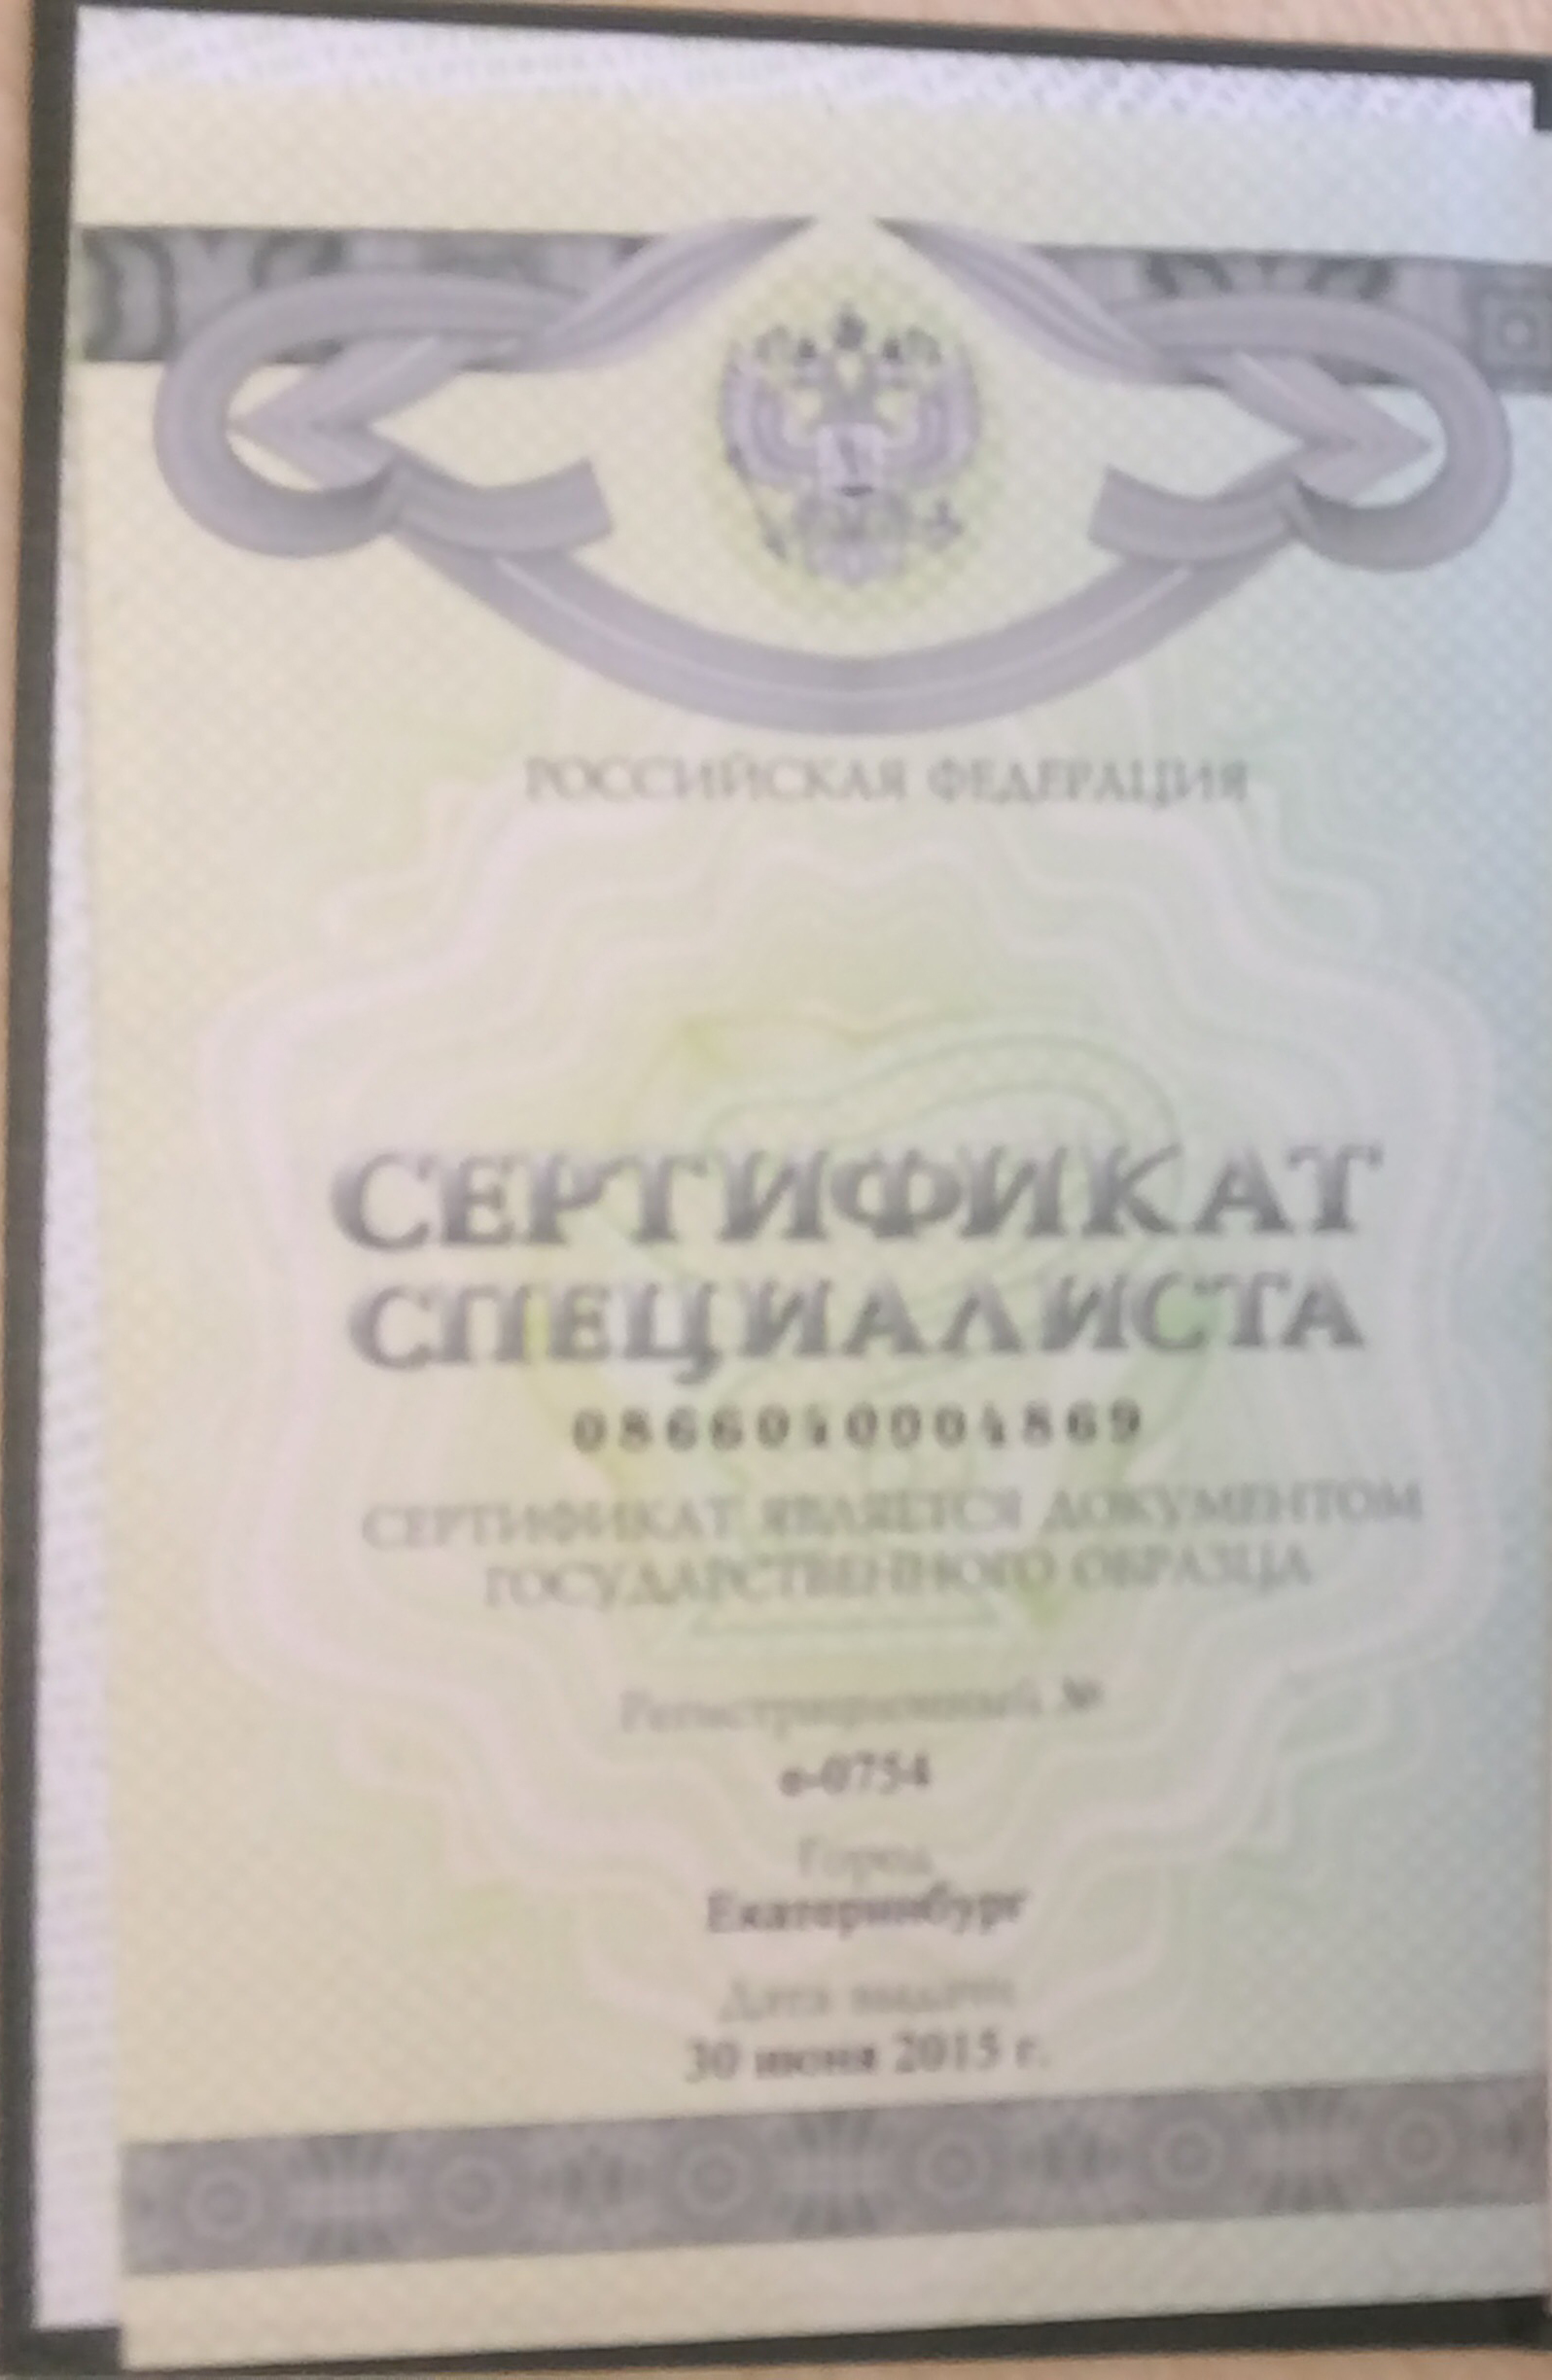 РОССИЙСКАЯ ФЕДЕРАЦИЯ
СЕРТИФИКАТ
СПЕЦИАЛИСТА
0866040004869
СЕРТИФИКАТ ЯВЛЯЕТСЯ ДОКУМЕНТОМ
ГОСУДАРСТВЕННОГО ОБРАЗЦА
Регистрационный №
о-0754
Город
Екатеринбург
Дата выдачи
30 июня 2015 г.